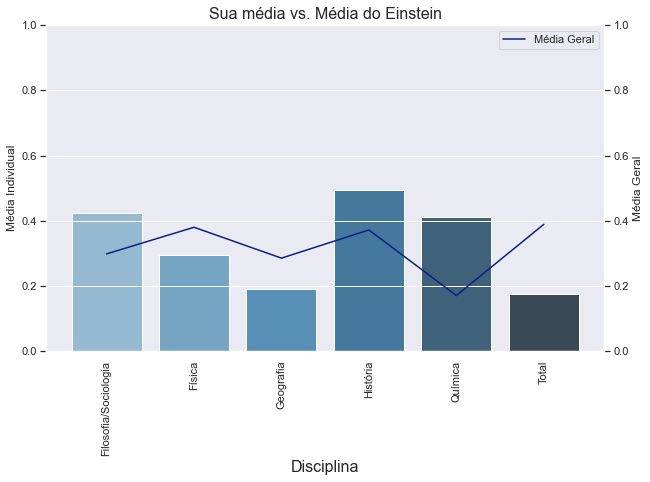 Sua média vs. Média do Einstein
Média Geral
Média Individual
1.0
0.8
0.6
0.4
0.2
0.0
1.0
0.8
0.6
0.4
0.2
0.0
Média Geral
Filosofia/Sociologia
Física
Geografia
História
Química
Total
Disciplina